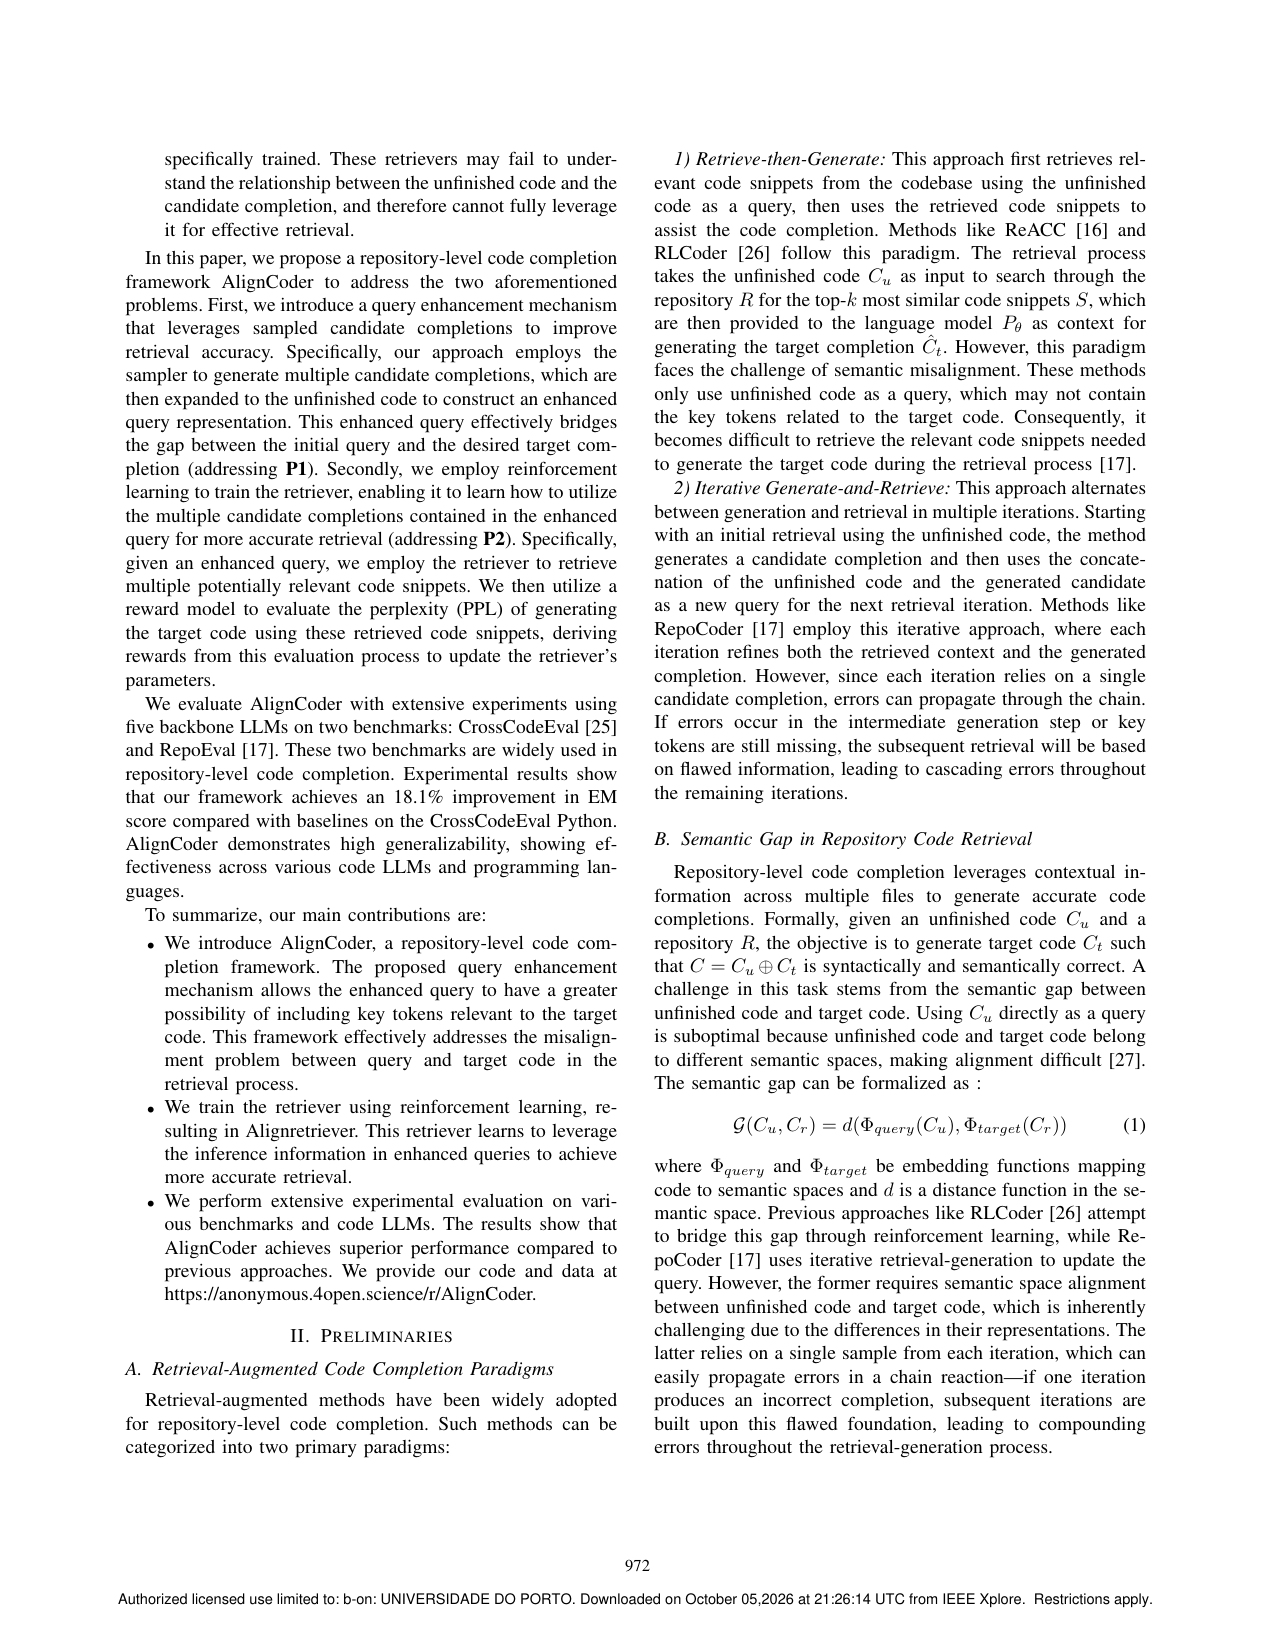 specifically trained. These retrievers may fail to under-
stand the relationship between the unfinished code and the
candidate completion, and therefore cannot fully leverage
it for effective retrieval.
In this paper, we propose a repository-level code completion
framework AlignCoder to address the two aforementioned
problems. First, we introduce a query enhancement mechanism
that leverages sampled candidate completions to improve
retrieval accuracy. Specifically, our approach employs the
sampler to generate multiple candidate completions, which are
then expanded to the unfinished code to construct an enhanced
query representation. This enhanced query effectively bridges
the gap between the initial query and the desired target com-
pletion (addressing P1). Secondly, we employ reinforcement
learning to train the retriever, enabling it to learn how to utilize
the multiple candidate completions contained in the enhanced
query for more accurate retrieval (addressing P2). Specifically,
given an enhanced query, we employ the retriever to retrieve
multiple potentially relevant code snippets. We then utilize a
reward model to evaluate the perplexity (PPL) of generating
the target code using these retrieved code snippets, deriving
rewards from this evaluation process to update the retriever's
parameters.
We evaluate AlignCoder with extensive experiments using
five backbone LLMs on two benchmarks: CrossCodeEval [25]
and RepoEval [17]. These two benchmarks are widely used in
repository-level code completion. Experimental results show
that our framework achieves an 18.1% improvement in EM
score compared with baselines on the CrossCodeEval Python.
AlignCoder demonstrates high generalizability, showing ef-
fectiveness across various code LLMs and programming lan-
guages.
To summarize, our main contributions are:
• We introduce AlignCoder, a repository-level code com-
pletion framework. The proposed query enhancement
mechanism allows the enhanced query to have a greater
possibility of including key tokens relevant to the target
code. This framework effectively addresses the misalign-
ment problem between query and target code in the
retrieval process.
• We train the retriever using reinforcement learning, re-
sulting in Alignretriever. This retriever learns to leverage
the inference information in enhanced queries to achieve
more accurate retrieval.
• We perform extensive experimental evaluation on vari-
ous benchmarks and code LLMs. The results show that
AlignCoder achieves superior performance compared to
previous approaches. We provide our code and data at
https://anonymous.4open.science/r/AlignCoder.
II. PRELIMINARIES
A. Retrieval-Augmented Code Completion Paradigms
Retrieval-augmented methods have been widely adopted
for repository-level code completion. Such methods can be
categorized into two primary paradigms:
1) Retrieve-then-Generate: This approach first retrieves rel-
evant code snippets from the codebase using the unfinished
code as a query, then uses the retrieved code snippets to
assist the code completion. Methods like ReACC [16] and
RLCoder [26] follow this paradigm. The retrieval process
takes the unfinished code C_u as input to search through the
repository R for the top-k most similar code snippets S, which
are then provided to the language model P_θ as context for
generating the target completion Ĉ_t. However, this paradigm
faces the challenge of semantic misalignment. These methods
only use unfinished code as a query, which may not contain
the key tokens related to the target code. Consequently, it
becomes difficult to retrieve the relevant code snippets needed
to generate the target code during the retrieval process [17].
2) Iterative Generate-and-Retrieve: This approach alternates
between generation and retrieval in multiple iterations. Starting
with an initial retrieval using the unfinished code, the method
generates a candidate completion and then uses the concate-
nation of the unfinished code and the generated candidate
as a new query for the next retrieval iteration. Methods like
RepoCoder [17] employ this iterative approach, where each
iteration refines both the retrieved context and the generated
completion. However, since each iteration relies on a single
candidate completion, errors can propagate through the chain.
If errors occur in the intermediate generation step or key
tokens are still missing, the subsequent retrieval will be based
on flawed information, leading to cascading errors throughout
the remaining iterations.
B. Semantic Gap in Repository Code Retrieval
Repository-level code completion leverages contextual in-
formation across multiple files to generate accurate code
completions. Formally, given an unfinished code C_u and a
repository R, the objective is to generate target code C_t such
that C = C_u ⊕ C_t is syntactically and semantically correct. A
challenge in this task stems from the semantic gap between
unfinished code and target code. Using C_u directly as a query
is suboptimal because unfinished code and target code belong
to different semantic spaces, making alignment difficult [27].
The semantic gap can be formalized as :
𝒢(C_u, C_r) = d(Φ_query(C_u), Φ_target(C_r)) (1)
where Φ_query and Φ_target be embedding functions mapping
code to semantic spaces and d is a distance function in the se-
mantic space. Previous approaches like RLCoder [26] attempt
to bridge this gap through reinforcement learning, while Re-
poCoder [17] uses iterative retrieval-generation to update the
query. However, the former requires semantic space alignment
between unfinished code and target code, which is inherently
challenging due to the differences in their representations. The
latter relies on a single sample from each iteration, which can
easily propagate errors in a chain reaction—if one iteration
produces an incorrect completion, subsequent iterations are
built upon this flawed foundation, leading to compounding
errors throughout the retrieval-generation process.
972
Authorized licensed use limited to: b-on: UNIVERSIDADE DO PORTO. Downloaded on October 05,2026 at 21:26:14 UTC from IEEE Xplore. Restrictions apply.